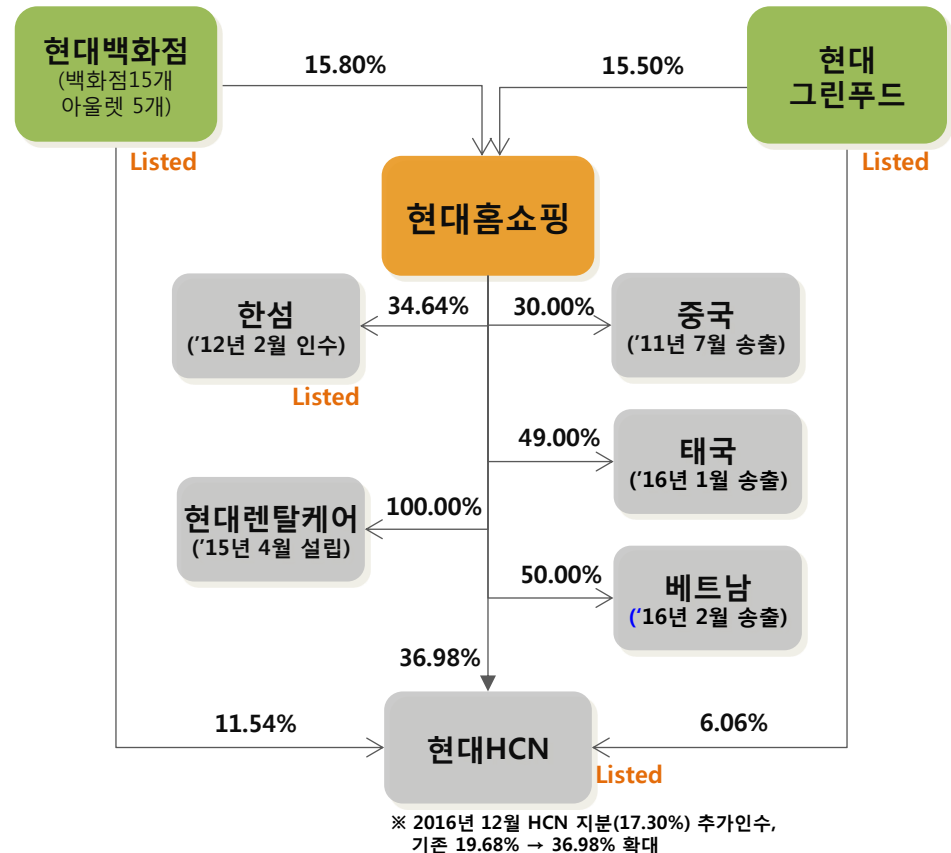 현대백화점
(백화점15개
아울렛 5개)
Listed
15.80%
15.50%
현대
그린푸드
Listed
현대홈쇼핑
한섬
('12년 2월 인수)
Listed
34.64%
30.00%
중국
('11년 7월 송출)
49.00%
태국
('16년 1월 송출)
현대렌탈케어
('15년 4월 설립)
100.00%
50.00%
베트남
('16년 2월 송출)
36.98%
11.54%
6.06%
현대HCN
Listed
※ 2016년 12월 HCN 지분(17.30%) 추가인수,
기존 19.68% → 36.98% 확대